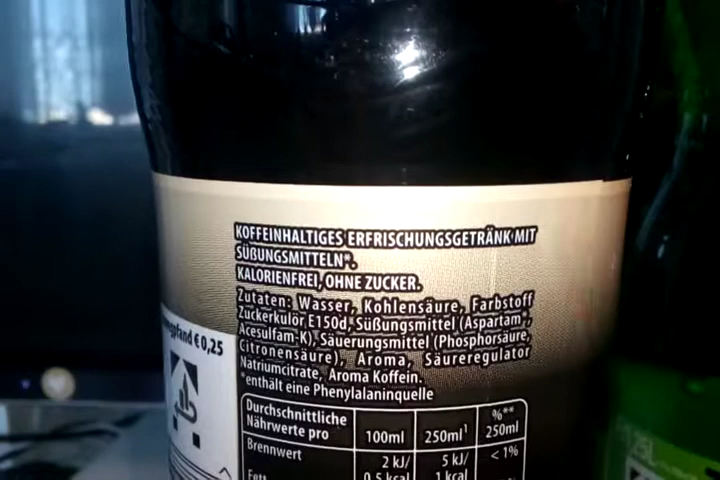 KOFFEINHALTIGES ERFRISCHUNGSGETRÄNK MIT
SÜßUNGSMITTELN*.
KALORIENFREI, OHNE ZUCKER.
Zutaten: Wasser, Kohlensäure, Farbstoff
Zuckerkulör E150d, Süßungsmittel (Aspartam*,
Acesulfam-K), Säuerungsmittel (Phosphorsäure,
Citronensäure), Aroma, Säureregulator
Natriumcitrate, Aroma Koffein.
*enthält eine Phenylalaninquelle
€ 0,25
Durchschnittliche
Nährwerte pro 100ml 250ml¹ %** 250ml
Brennwert 2 kJ/ 5 kJ/ < 1%
0,5 kcal 1 kcal
Fett